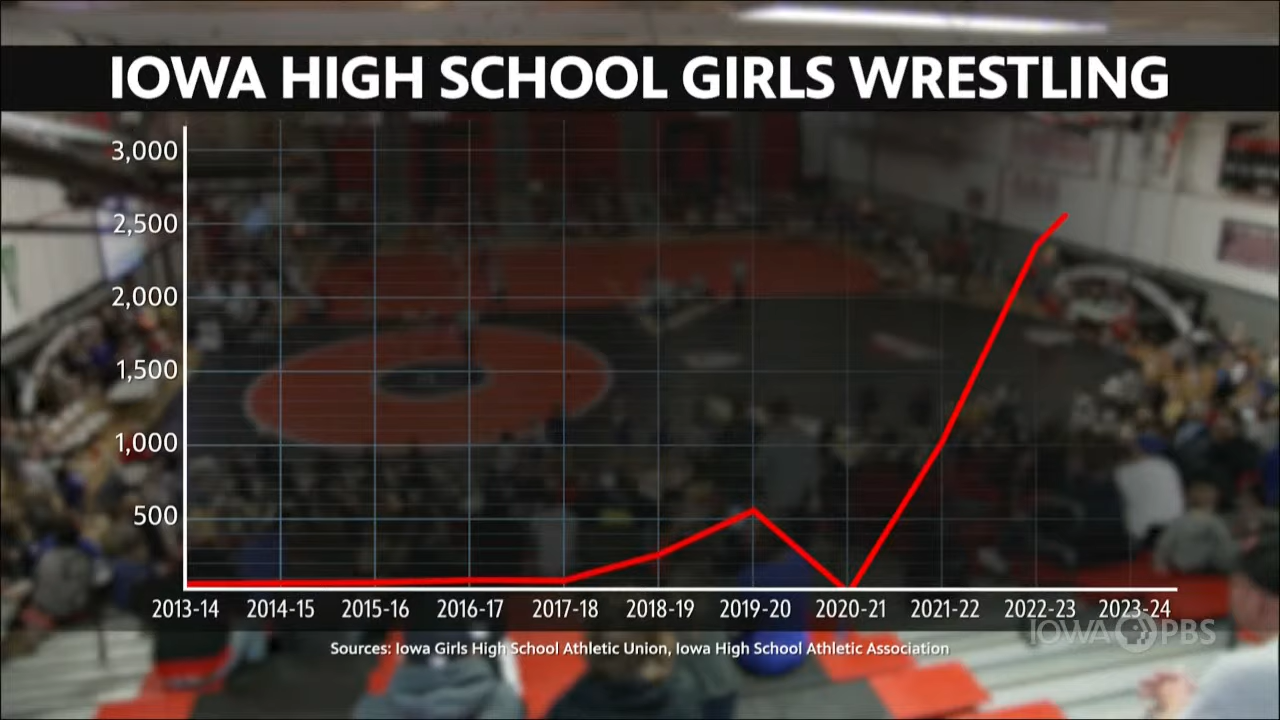 IOWA HIGH SCHOOL GIRLS WRESTLING
3,000
2,500
2,000
1,500
1,000
500
2013-14 2014-15 2015-16 2016-17 2017-18 2018-19 2019-20 2020-21 2021-22 2022-23 2023-24
IOWA PBS
Sources: Iowa Girls High School Athletic Union, Iowa High School Athletic Association